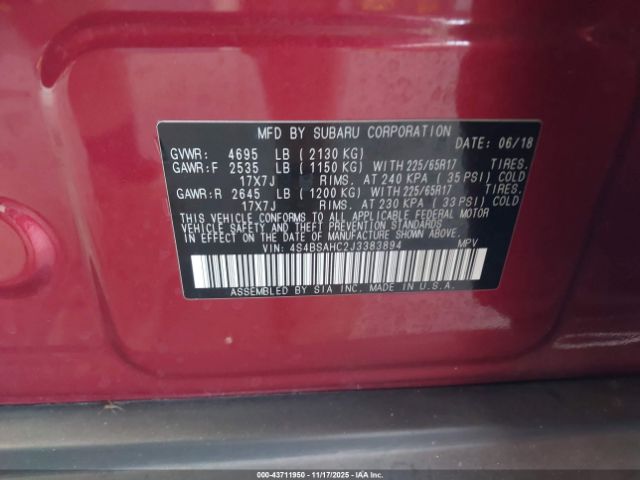 MFD BY SUBARU CORPORATION DATE: 06/18
GVWR: 4695 LB ( 2130 KG)
GAWR:F 2535 LB ( 1150 KG) WITH 225/65R17 TIRES.
17X7J RIMS. AT 240 KPA ( 35 PSI) COLD
GAWR:R 2645 LB ( 1200 KG) WITH 225/65R17 TIRES.
17X7J RIMS. AT 230 KPA ( 33 PSI) COLD
THIS VEHICLE CONFORMS TO ALL APPLICABLE FEDERAL MOTOR
VEHICLE SAFETY AND THEFT PREVENTION STANDARDS IN EFFECT
ON THE DATE OF MANUFACTURE SHOWN ABOVE.
VIN: 4S4BSAHC2J3383894 MPV
ASSEMBLED BY SIA INC. MADE IN U.S.A.
000-43711950 - 11/17/2025 - IAAI.COM